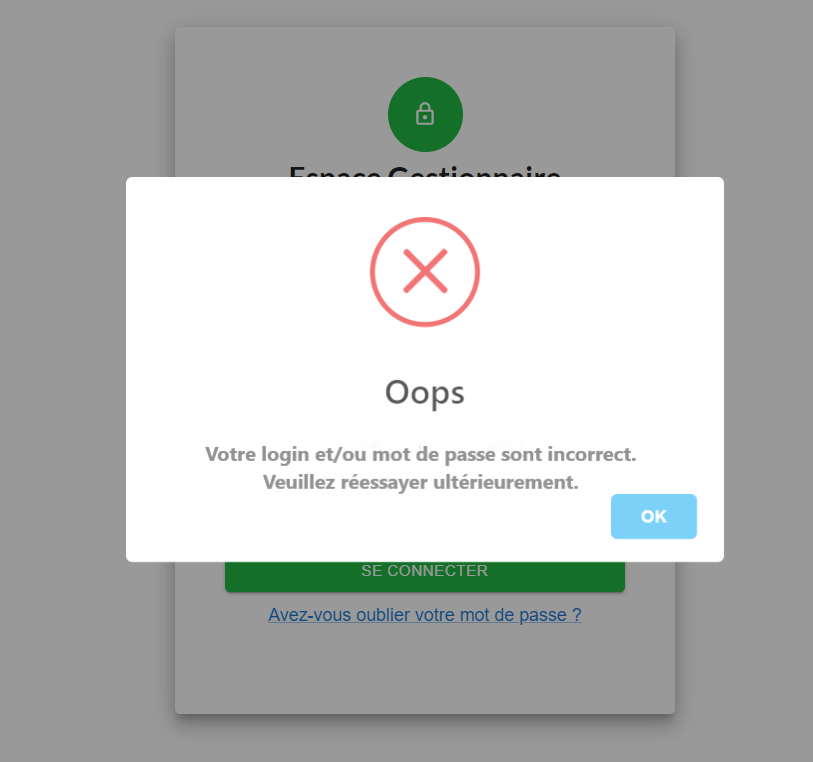 Espace Gestionnaire
Oops
Votre login et/ou mot de passe sont incorrect.
Veuillez réessayer ultérieurement.
OK
SE CONNECTER
Avez-vous oublier votre mot de passe ?